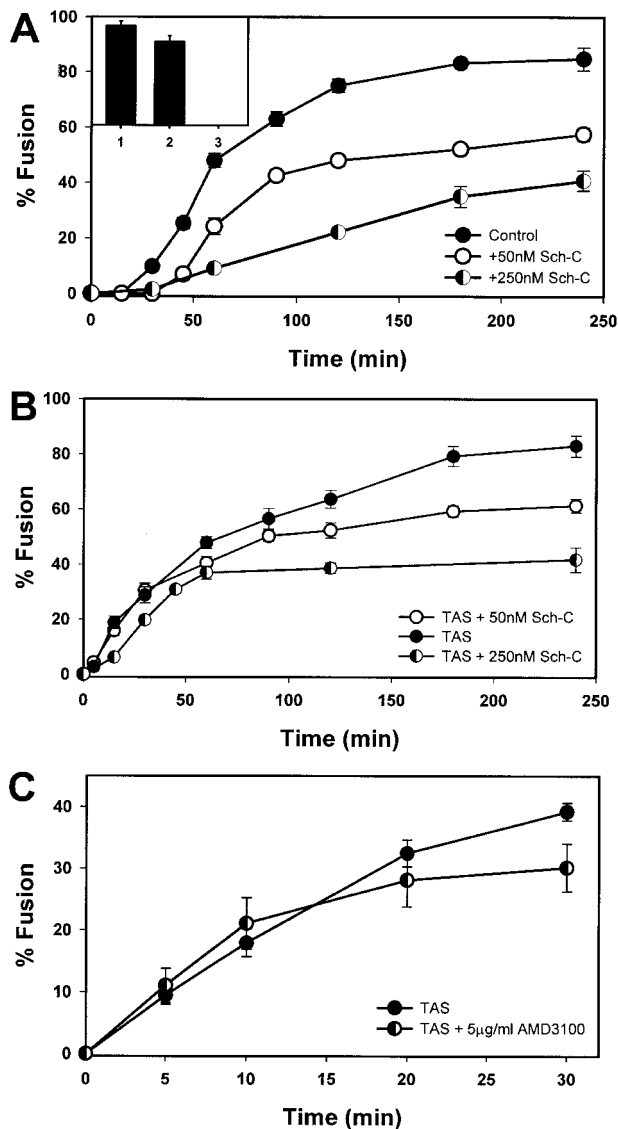 A
100
80
60
40
20
0
% Fusion
1 2 3
Control
+50nM Sch-C
+250nM Sch-C
0 50 100 150 200 250
Time (min)
B
100
80
60
40
20
0
% Fusion
TAS + 50nM Sch-C
TAS
TAS + 250nM Sch-C
0 50 100 150 200 250
Time (min)
C
40
30
20
10
0
% Fusion
TAS
TAS + 5µg/ml AMD3100
0 5 10 15 20 25 30
Time (min)